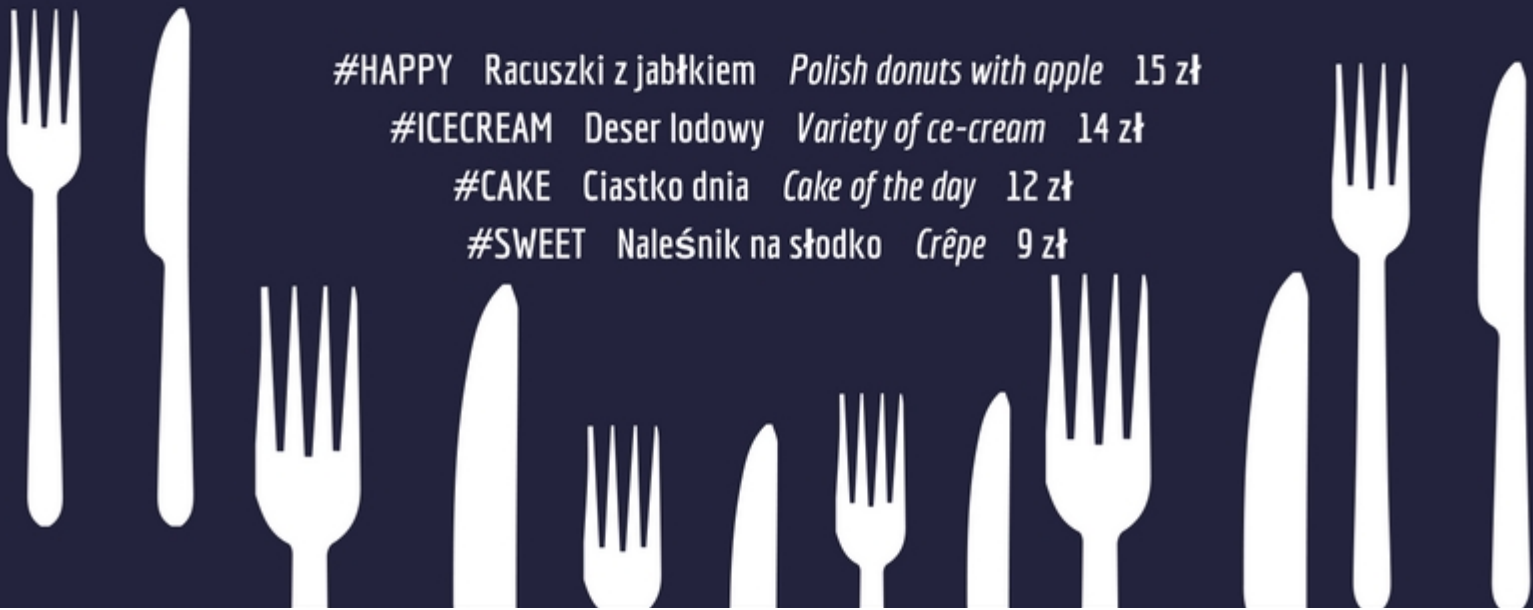 #HAPPY Racuszki z jabłkiem Polish donuts with apple 15 zł
#ICECREAM Deser lodowy Variety of ce-cream 14 zł
#CAKE Ciastko dnia Cake of the day 12 zł
#SWEET Naleśnik na słodko Crêpe 9 zł